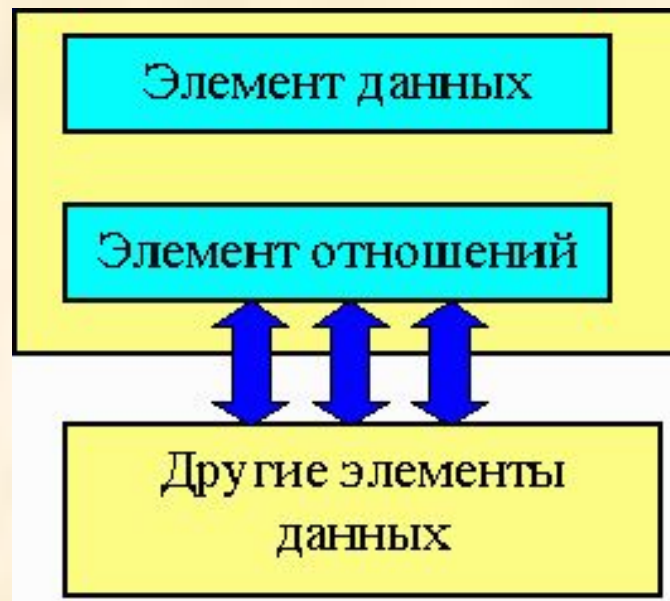 Элемент данных
Элемент отношений
Другие элементы
данных